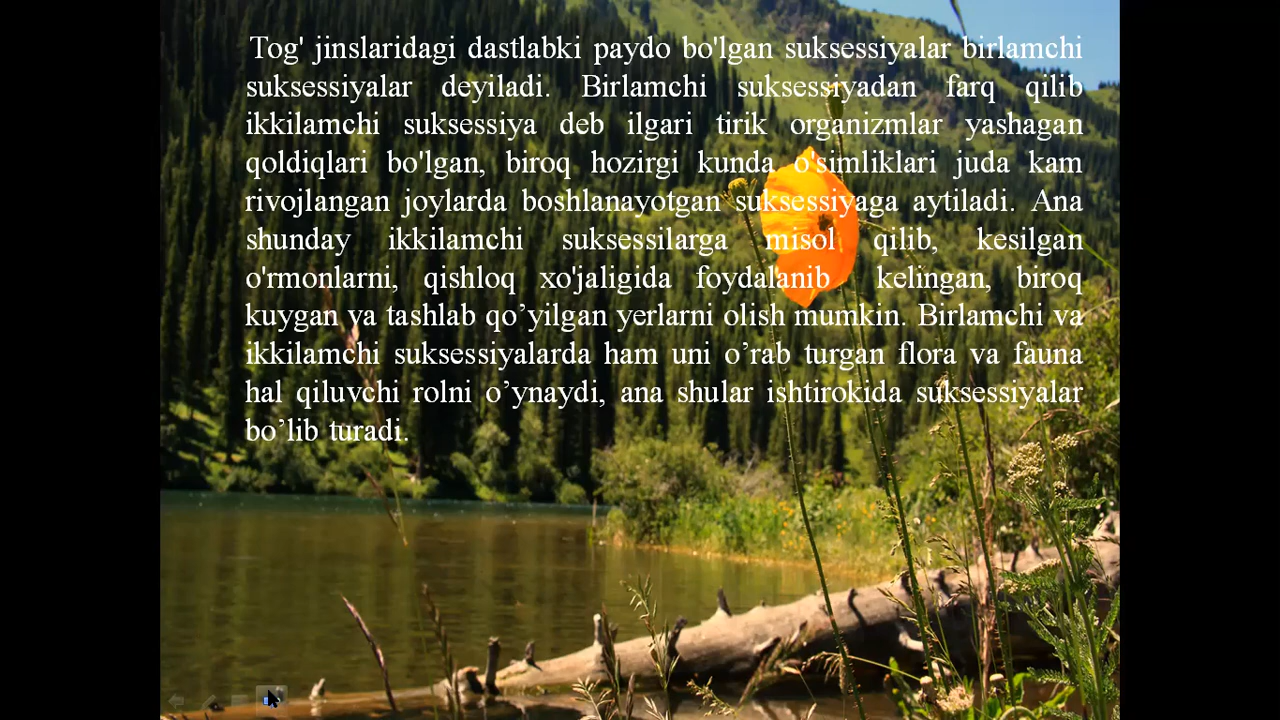 Tog' jinslaridagi dastlabki paydo bo'lgan suksessiyalar birlamchi
suksessiyalar deyiladi. Birlamchi suksessiyadan farq qilib
ikkilamchi suksessiya deb ilgari tirik organizmlar yashagan
qoldiqlari bo'lgan, biroq hozirgi kunda o'simliklari juda kam
rivojlangan joylarda boshlanayotgan suksessiyaga aytiladi. Ana
shunday ikkilamchi suksessilarga misol qilib, kesilgan
o'rmonlarni, qishloq xo'jaligida foydalanib kelingan, biroq
kuygan va tashlab qo’yilgan yerlarni olish mumkin. Birlamchi va
ikkilamchi suksessiyalarda ham uni o’rab turgan flora va fauna
hal qiluvchi rolni o’ynaydi, ana shular ishtirokida suksessiyalar
bo’lib turadi.